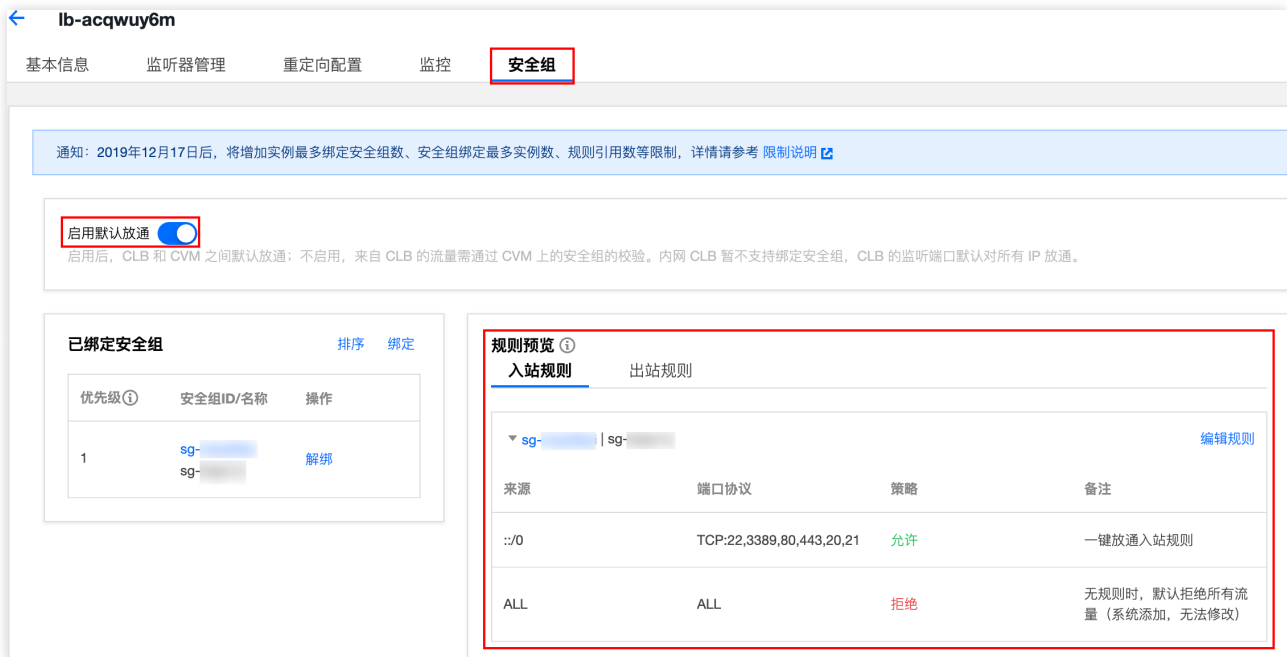 lb-acqwuy6m
基本信息 监听器管理 重定向配置 监控 安全组
通知：2019年12月17日后，将增加实例最多绑定安全组数、安全组绑定最多实例数、规则引用数等限制，详情请参考 限制说明
启用默认放通
启用后，CLB 和 CVM 之间默认放通；不启用，来自 CLB 的流量需通过 CVM 上的安全组的校验。内网 CLB 暂不支持绑定安全组，CLB 的监听端口默认对所有 IP 放通。
已绑定安全组 排序 绑定
优先级 安全组ID/名称 操作
1 sg- 解绑
sg-
规则预览
入站规则 出站规则
sg- | sg- 编辑规则
来源 端口协议 策略 备注
::/0 TCP:22,3389,80,443,20,21 允许 一键放通入站规则
ALL ALL 拒绝 无规则时，默认拒绝所有流
量（系统添加，无法修改）